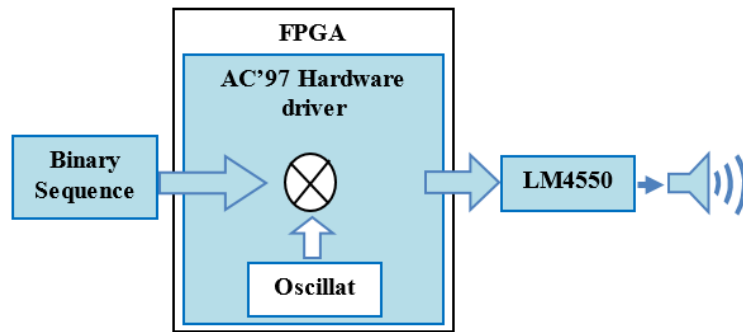 FPGA
AC’97 Hardware
driver
Binary
Sequence
LM4550
Oscillat